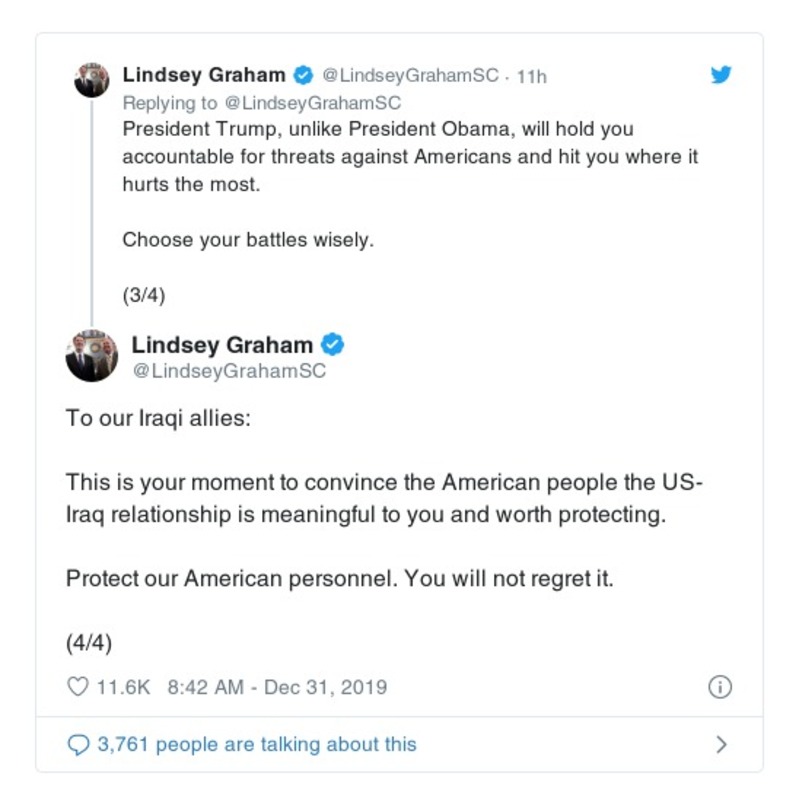 Lindsey Graham @LindseyGrahamSC · 11h
Replying to @LindseyGrahamSC
President Trump, unlike President Obama, will hold you
accountable for threats against Americans and hit you where it
hurts the most.
Choose your battles wisely.
(3/4)
Lindsey Graham
@LindseyGrahamSC
To our Iraqi allies:
This is your moment to convince the American people the US-
Iraq relationship is meaningful to you and worth protecting.
Protect our American personnel. You will not regret it.
(4/4)
11.6K 8:42 AM - Dec 31, 2019
3,761 people are talking about this